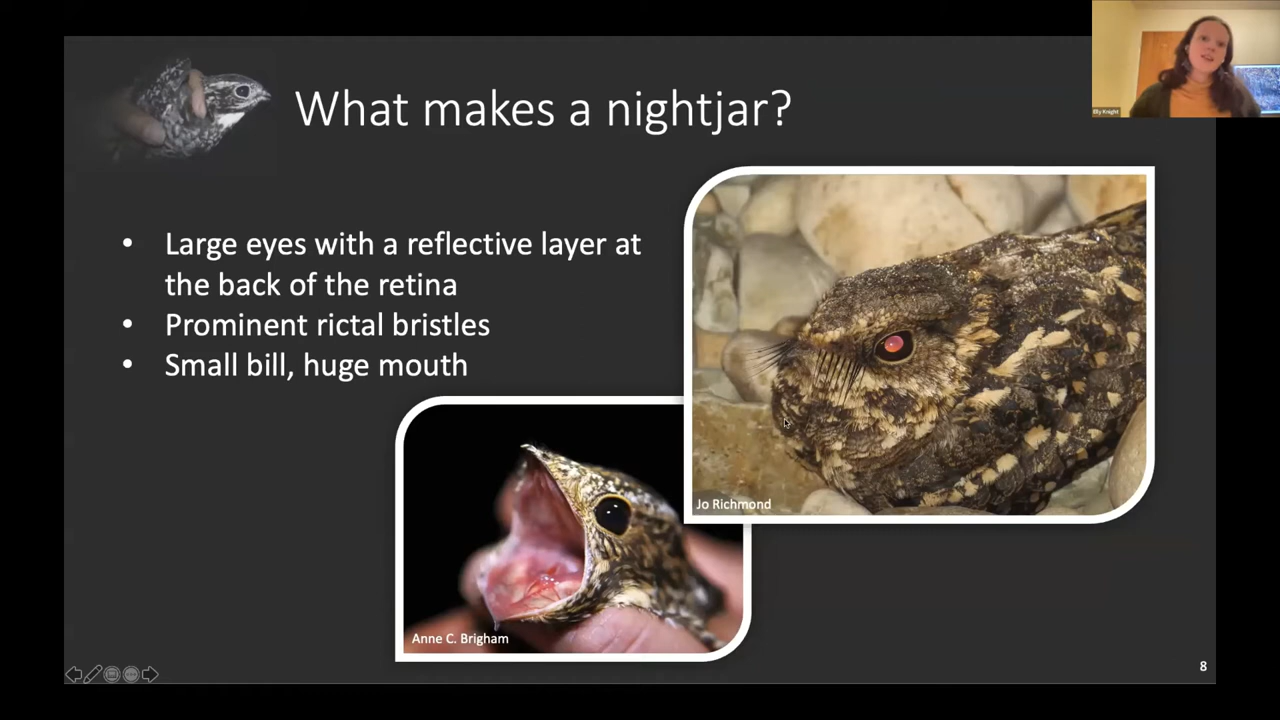 Elly Knight
What makes a nightjar?
• Large eyes with a reflective layer at
the back of the retina
• Prominent rictal bristles
• Small bill, huge mouth
Jo Richmond
Anne C. Brigham
8